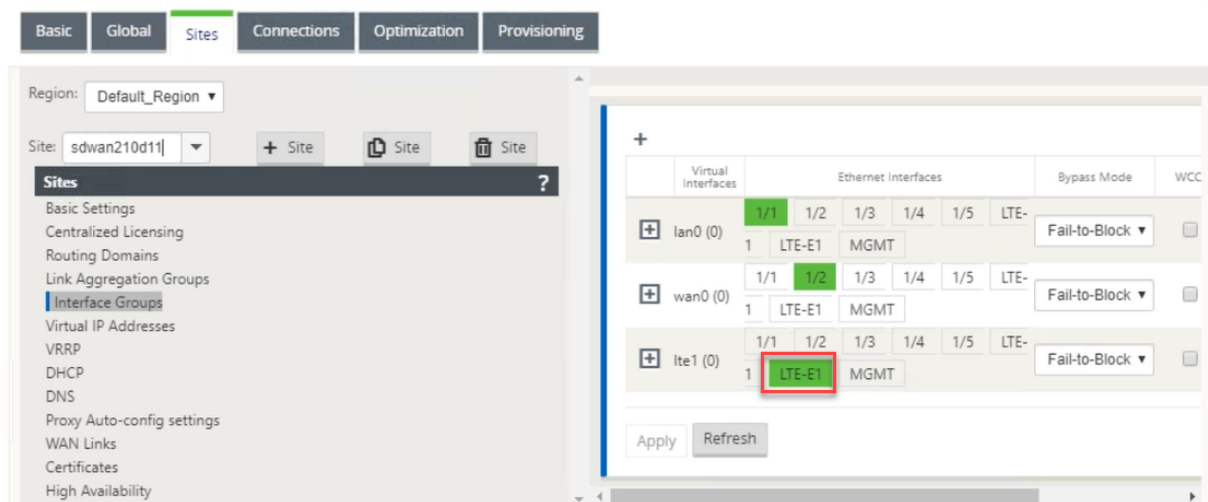 Basic Global Sites Connections Optimization Provisioning
Region: Default_Region
Site: sdwan210d11 + Site Site Site
Sites ?
Basic Settings
Centralized Licensing
Routing Domains
Link Aggregation Groups
Interface Groups
Virtual IP Addresses
VRRP
DHCP
DNS
Proxy Auto-config settings
WAN Links
Certificates
High Availability
+
Virtual Interfaces Ethernet Interfaces Bypass Mode WCC
+ lan0 (0) 1/1 1/2 1/3 1/4 1/5 LTE-
1 LTE-E1 MGMT Fail-to-Block
+ wan0 (0) 1/1 1/2 1/3 1/4 1/5 LTE-
1 LTE-E1 MGMT Fail-to-Block
+ lte1 (0) 1/1 1/2 1/3 1/4 1/5 LTE-
1 LTE-E1 MGMT Fail-to-Block
Apply Refresh